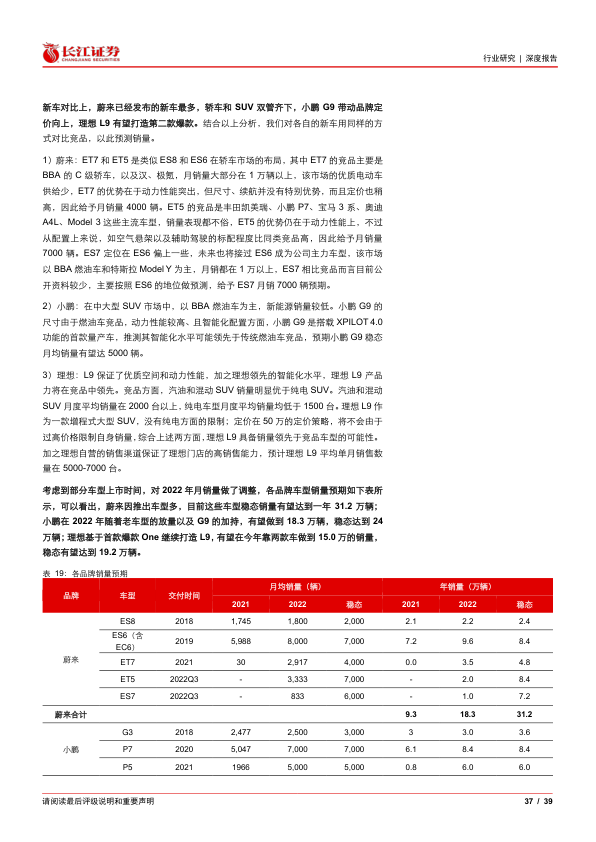 长江证券
CHANGJIANG SECURITIES
行业研究 | 深度报告
新车对比上，蔚来已经发布的新车最多，轿车和 SUV 双管齐下，小鹏 G9 带动品牌定
价向上，理想 L9 有望打造第二款爆款。结合以上分析，我们对各自的新车用同样的方
式对比竞品，以此预测销量。
1）蔚来：ET7 和 ET5 是类似 ES8 和 ES6 在轿车市场的布局，其中 ET7 的竞品主要是
BBA 的 C 级轿车，以及汉、极氪，月销量大部分在 1 万辆以上，该市场的优质电动车
供给少，ET7 的优势在于动力性能突出，但尺寸、续航并没有特别优势，而且定价也稍
高，因此给予月销量 4000 辆。ET5 的竞品是丰田凯美瑞、小鹏 P7、宝马 3 系、奥迪
A4L、Model 3 这些主流车型，销量表现都不俗，ET5 的优势仍在于动力性能上，不过
从配置上来说，如空气悬架以及辅助驾驶的标配程度比同类竞品高，因此给予月销量
7000 辆。ES7 定位在 ES6 偏上一些，未来也将接过 ES6 成为公司主力车型，该市场
以 BBA 燃油车和特斯拉 Model Y 为主，月销都在 1 万以上，ES7 相比竞品而言目前公
开资料较少，主要按照 ES6 的地位做预测，给予 ES7 月销 7000 辆预期。
2）小鹏：在中大型 SUV 市场中，以 BBA 燃油车为主，新能源销量较低。小鹏 G9 的
尺寸由于燃油车竞品，动力性能较高、且智能化配置方面，小鹏 G9 是搭载 XPILOT 4.0
功能的首款量产车，推测其智能化水平可能领先于传统燃油车竞品，预期小鹏 G9 稳态
月均销量有望达 5000 辆。
3）理想：L9 保证了优质空间和动力性能，加之理想领先的智能化水平，理想 L9 产品
力将在竞品中领先。竞品方面，汽油和混动 SUV 销量明显优于纯电 SUV。汽油和混动
SUV 月度平均销量在 2000 台以上，纯电车型月度平均销量均低于 1500 台。理想 L9 作
为一款增程式大型 SUV，没有纯电方面的限制；定价在 50 万的定价策略，将不会由于
过高价格限制自身销量，综合上述两方面，理想 L9 具备销量领先于竞品车型的可能性。
加之理想自营的销售渠道保证了理想门店的高销售能力，预计理想 L9 平均单月销售数
量在 5000-7000 台。
考虑到部分车型上市时间，对 2022 年月销量做了调整，各品牌车型销量预期如下表所
示，可以看出，蔚来因推出车型多，目前这些车型稳态销量有望达到一年 31.2 万辆；
小鹏在 2022 年随着老车型的放量以及 G9 的加持，有望做到 18.3 万辆，稳态达到 24
万辆；理想基于首款爆款 One 继续打造 L9，有望在今年靠两款车做到 15.0 万的销量，
稳态有望达到 19.2 万辆。
表 19：各品牌销量预期
品牌 车型 交付时间 月均销量（辆） 年销量（万辆）
2021 2022 稳态 2021 2022 稳态
ES8 2018 1,745 1,800 2,000 2.1 2.2 2.4
ES6（含
EC6） 2019 5,988 8,000 7,000 7.2 9.6 8.4
蔚来 ET7 2021 30 2,917 4,000 0.0 3.5 4.8
ET5 2022Q3 - 3,333 7,000 - 2.0 8.4
ES7 2022Q3 - 833 6,000 - 1.0 7.2
蔚来合计 9.3 18.3 31.2
G3 2018 2,477 2,500 3,000 3 3.0 3.6
小鹏 P7 2020 5,047 7,000 7,000 6.1 8.4 8.4
P5 2021 1966 5,000 5,000 0.8 6.0 6.0
请阅读最后评级说明和重要声明
37 / 39